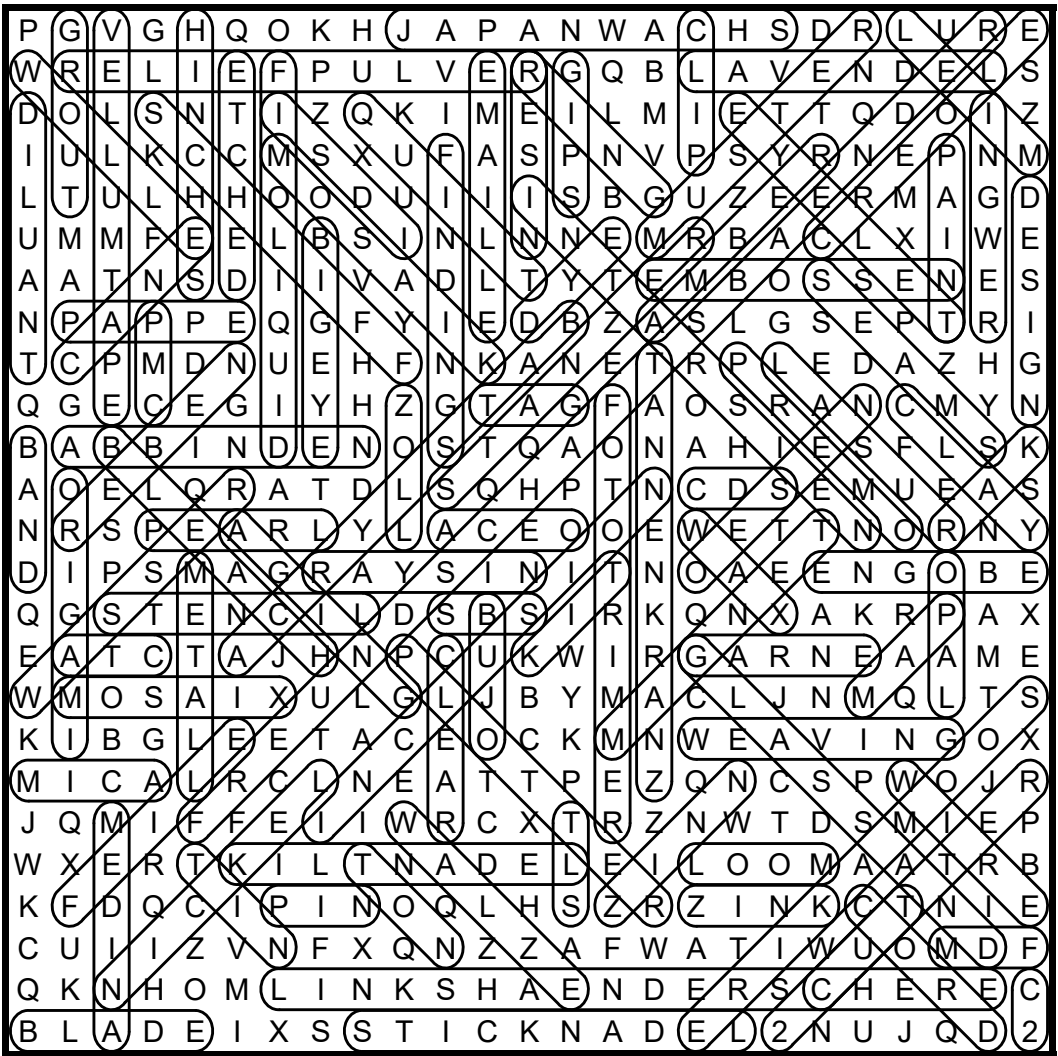 P G V G H Q O K H J A P A N W A C H S D R L U R E
W R E L I E F P U L V E R G Q B L A V E N D E L S
D O L S N T I Z Q K I M E I L M I E T T Q D O I Z
I U L K C C M S X U F A S P N V P S Y R N E P N M
L T U L H H O O D U I I I S B G U Z E E R M A G D
U M M F E E L B S I N L N N E M R B A C L X I W E
A A T N S D I I V A D L T Y T E M B O S S E N E S
N P A P P E Q G F Y I E D B Z A S L G S E P T R I
T C P M D N U E H F N K A N E T R P L E D A Z H G
Q G E C E G I Y H Z G T A G F A O S R A N C M Y N
B A B B I N D E N O S T Q A O N A H I E S F L S K
A O E L Q R A T D L S Q H P T N C D S E M U E A S
N R S P E A R L Y L A C E O O E W E T T N O R N Y
D I P S M A G R A Y S I N I T N O A E E N G O B E
Q G S T E N C I L D S B S I R K Q N X A K R P A X
E A T C T A J H N P C U K W I R G A R N E A A M E
W M O S A I X U L G L J B Y M A C L J N M Q L T S
K I B G L E E T A C E O C K M N W E A V I N G O X
M I C A L R C L N E A T T P E Z Q N C S P W O J R
J Q M I F F E I I W R C X T R Z N W T D S M I E P
W X E R T K I L T N A D E L E I L O O M A A T R B
K F D Q C I P I N O Q L H S Z R Z I N K C T N I E
C U I I Z V N F X Q N Z Z A F W A T I W U O M D F
Q K N H O M L I N K S H A E N D E R S C H E R E C
B L A D E I X S S T I C K N A D E L 2 N U J Q D 2